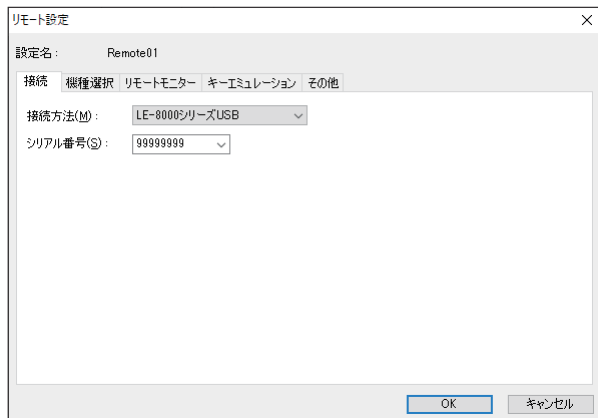 リモート設定
設定名： Remote01
接続 機種選択 リモートモニター キーエミュレーション その他
接続方法(M)： LE-8000シリーズUSB
シリアル番号(S)： 99999999
OK キャンセル